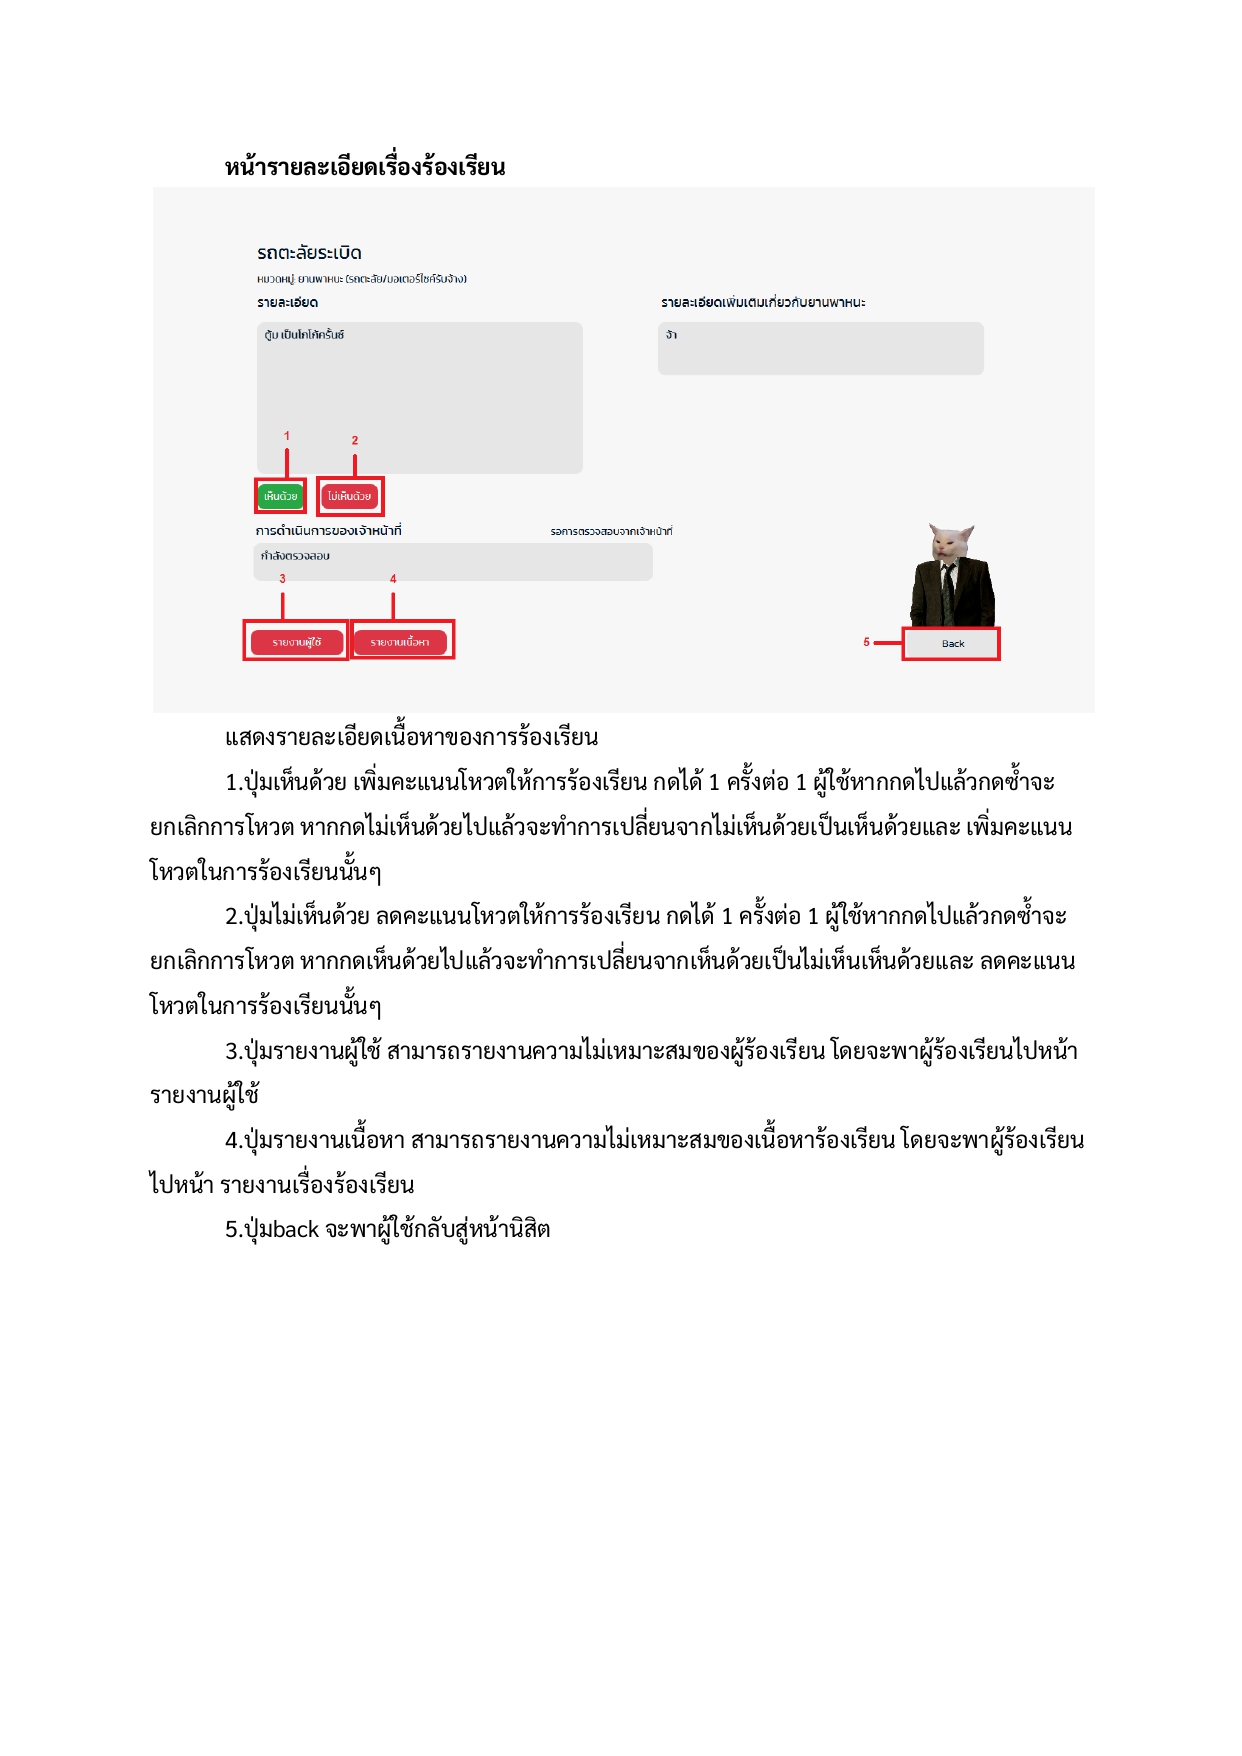 หน้ารายละเอียดเรื่องร้องเรียน
รถตะลัยระเบิด
หมวดหมู่: ยานพาหนะ (รถตะลัย/มอเตอร์ไซค์รับจ้าง)
รายละเอียด
รายละเอียดเพิ่มเติมเกี่ยวกับยานพาหนะ
ตู้ม เป็นโกโก้ครั้นช์
จ้า
1
2
เห็นด้วย
ไม่เห็นด้วย
การดำเนินการของเจ้าหน้าที่
รอการตรวจสอบจากเจ้าหน้าที่
กำลังตรวจสอบ
3
4
รายงานผู้ใช้
รายงานเนื้อหา
5
Back
แสดงรายละเอียดเนื้อหาของการร้องเรียน
1.ปุ่มเห็นด้วย เพิ่มคะแนนโหวตให้การร้องเรียน กดได้ 1 ครั้งต่อ 1 ผู้ใช้หากกดไปแล้วกดซ้ำจะ
ยกเลิกการโหวต หากกดไม่เห็นด้วยไปแล้วจะทำการเปลี่ยนจากไม่เห็นด้วยเป็นเห็นด้วยและ เพิ่มคะแนน
โหวตในการร้องเรียนนั้นๆ
2.ปุ่มไม่เห็นด้วย ลดคะแนนโหวตให้การร้องเรียน กดได้ 1 ครั้งต่อ 1 ผู้ใช้หากกดไปแล้วกดซ้ำจะ
ยกเลิกการโหวต หากกดเห็นด้วยไปแล้วจะทำการเปลี่ยนจากเห็นด้วยเป็นไม่เห็นเห็นด้วยและ ลดคะแนน
โหวตในการร้องเรียนนั้นๆ
3.ปุ่มรายงานผู้ใช้ สามารถรายงานความไม่เหมาะสมของผู้ร้องเรียน โดยจะพาผู้ร้องเรียนไปหน้า
รายงานผู้ใช้
4.ปุ่มรายงานเนื้อหา สามารถรายงานความไม่เหมาะสมของเนื้อหาร้องเรียน โดยจะพาผู้ร้องเรียน
ไปหน้า รายงานเรื่องร้องเรียน
5.ปุ่มback จะพาผู้ใช้กลับสู่หน้านิสิต